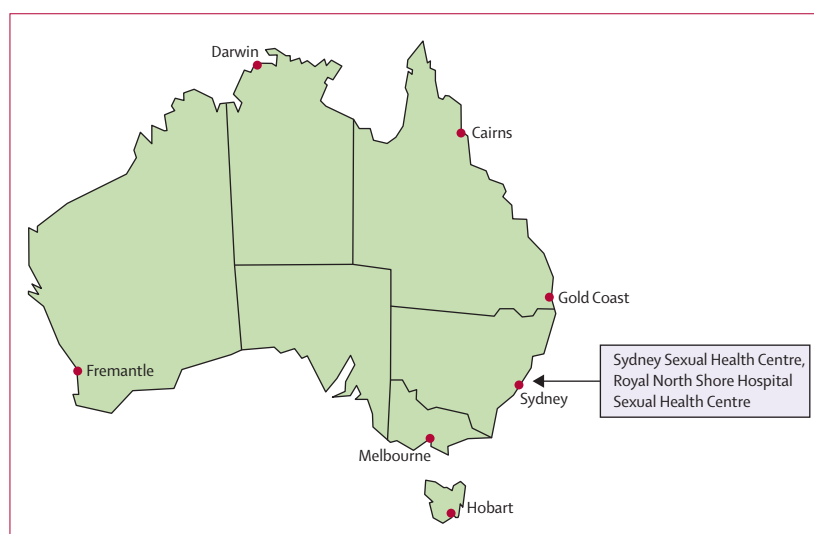 Darwin
Cairns
Gold Coast
Fremantle
Sydney Sexual Health Centre,
Royal North Shore Hospital
Sexual Health Centre
Sydney
Melbourne
Hobart